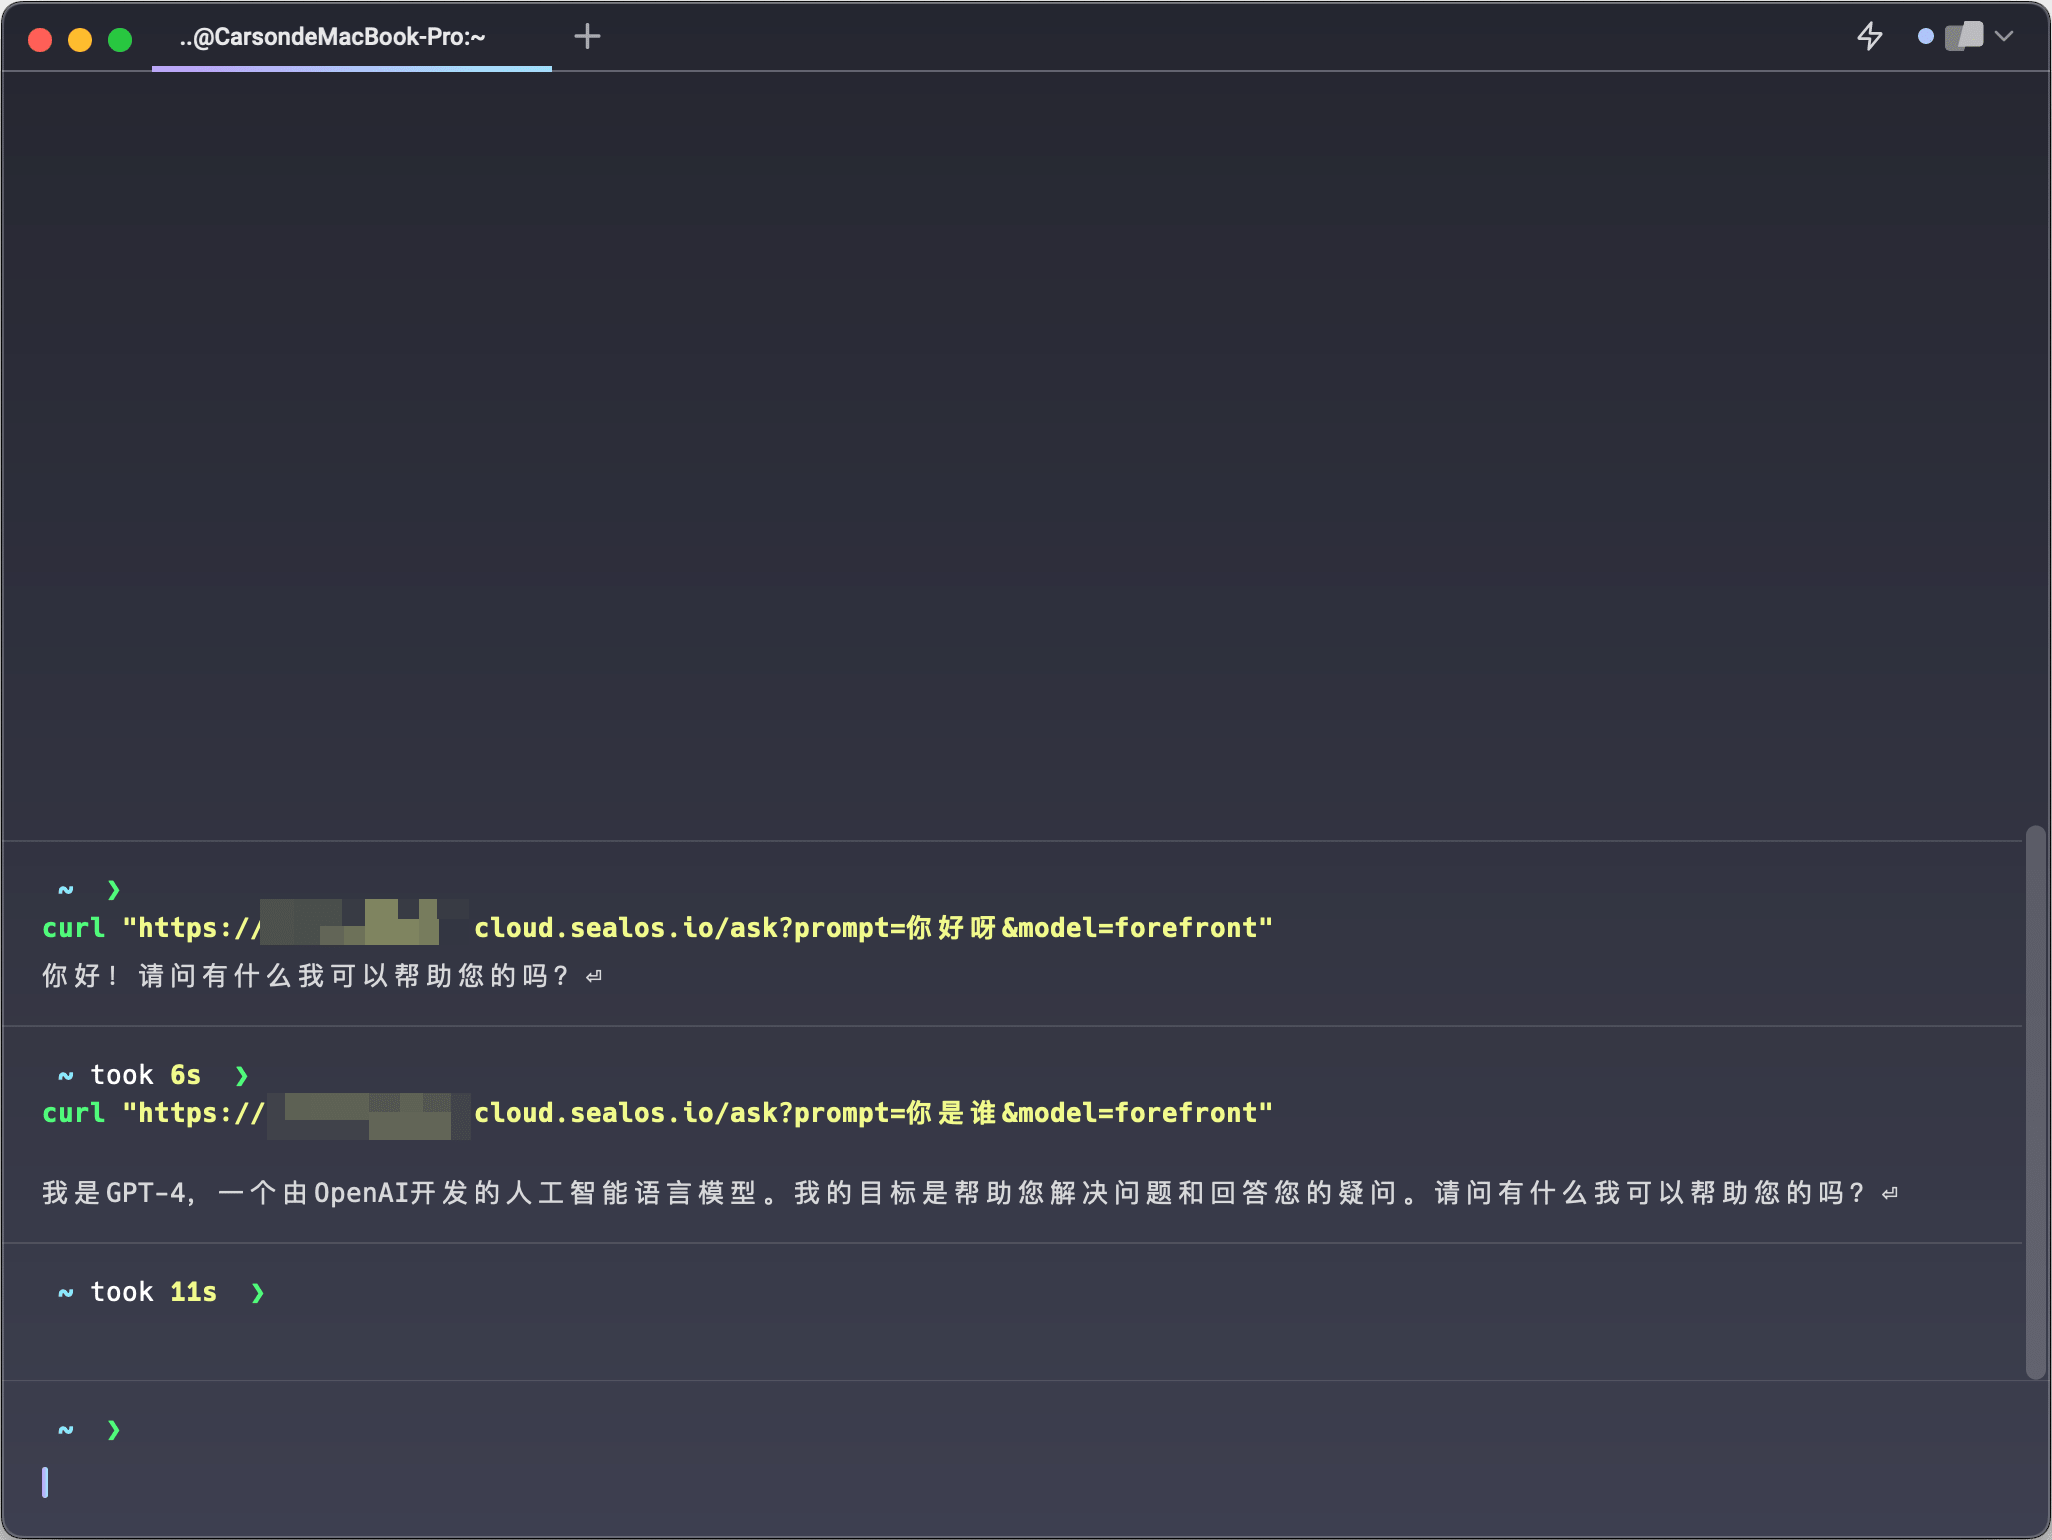 ..@CarsondeMacBook-Pro:~
~ ❯
curl "https://cloud.sealos.io/ask?prompt=你好呀&model=forefront"
你好！请问有什么我可以帮助您的吗？⏎
~ took 6s ❯
curl "https://cloud.sealos.io/ask?prompt=你是谁&model=forefront"
我是GPT-4，一个由OpenAI开发的人工智能语言模型。我的目标是帮助您解决问题和回答您的疑问。请问有什么我可以帮助您的吗？⏎
~ took 11s ❯
~ ❯